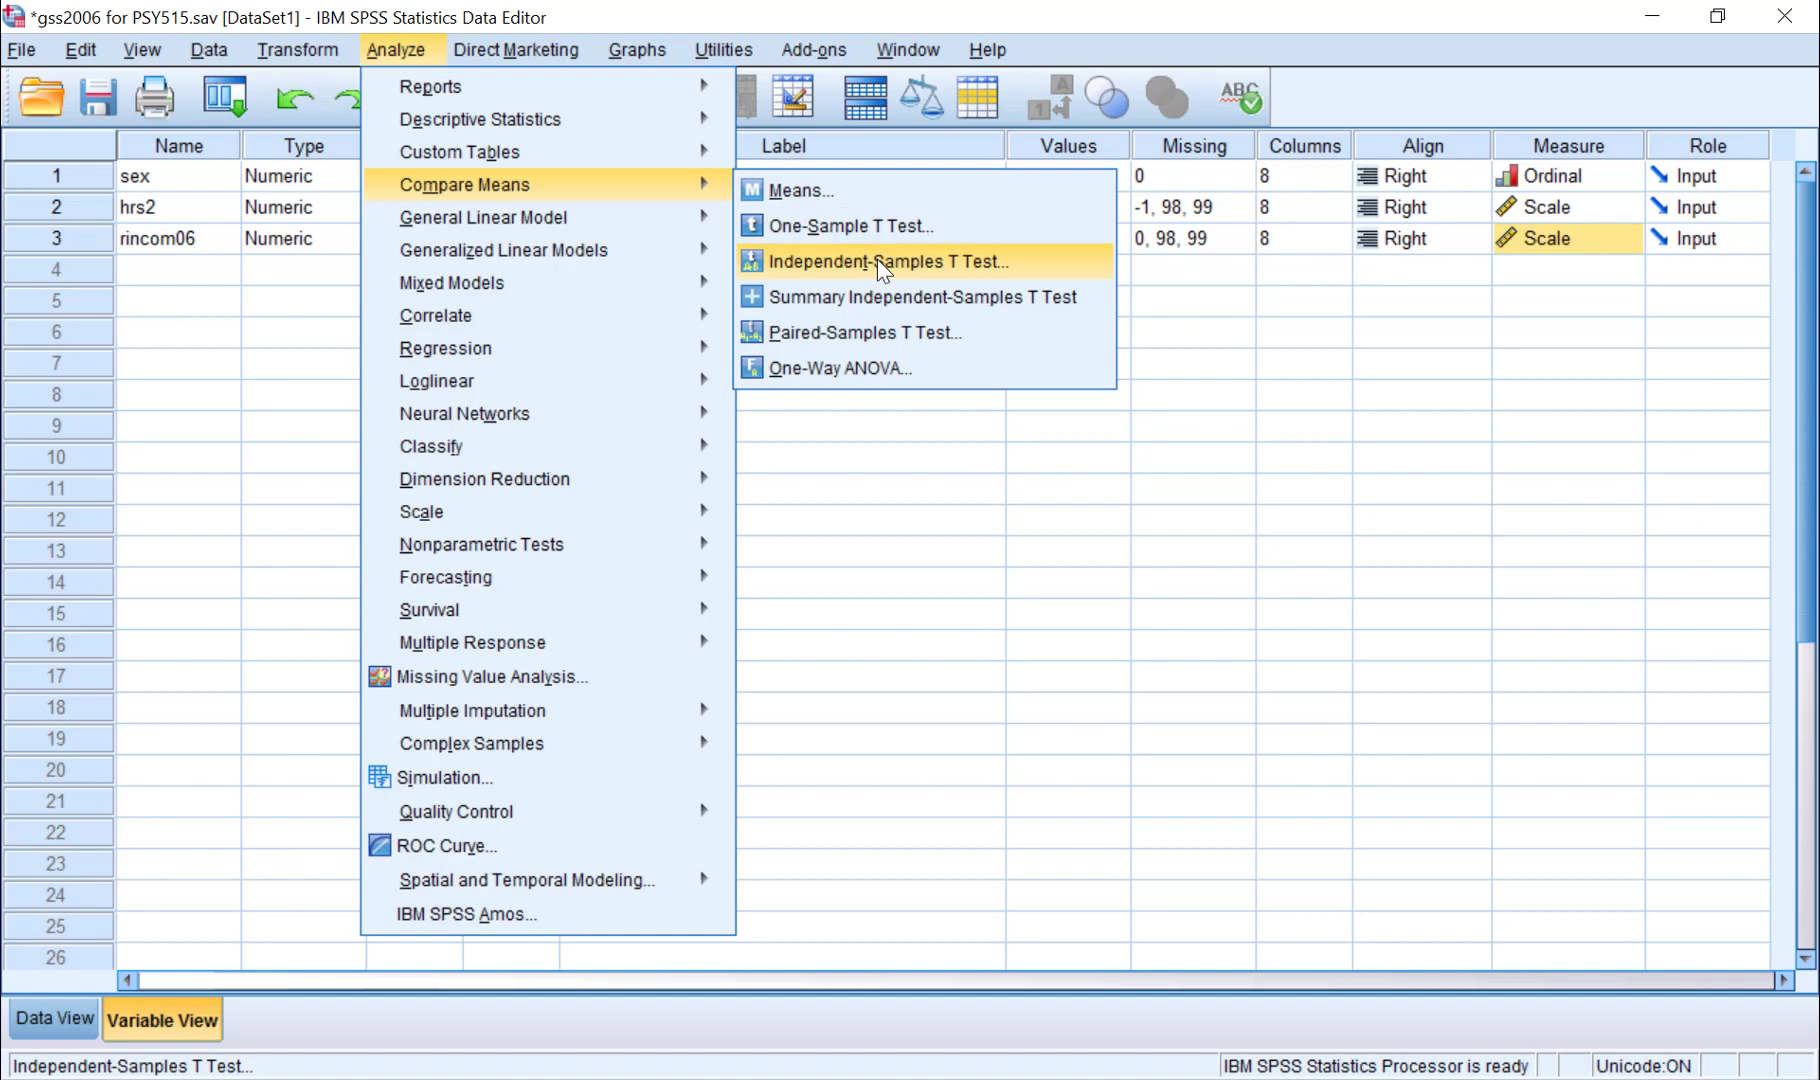 *gss2006 for PSY515.sav [DataSet1] - IBM SPSS Statistics Data Editor
File Edit View Data Transform Analyze Direct Marketing Graphs Utilities Add-ons Window Help
A
1
ABC
Name Type Label Values Missing Columns Align Measure Role
1 sex Numeric 0 8 Right Ordinal Input
2 hrs2 Numeric -1, 98, 99 8 Right Scale Input
3 rincom06 Numeric 0, 98, 99 8 Right Scale Input
4
5
6
7
8
9
10
11
12
13
14
15
16
17
18
19
20
21
22
23
24
25
26
Reports
Descriptive Statistics
Custom Tables
Compare Means
General Linear Model
Generalized Linear Models
Mixed Models
Correlate
Regression
Loglinear
Neural Networks
Classify
Dimension Reduction
Scale
Nonparametric Tests
Forecasting
Survival
Multiple Response
Missing Value Analysis...
Multiple Imputation
Complex Samples
Simulation...
Quality Control
ROC Curve...
Spatial and Temporal Modeling...
IBM SPSS Amos...
M Means...
t One-Sample T Test...
Independent-Samples T Test...
Summary Independent-Samples T Test
Paired-Samples T Test...
One-Way ANOVA...
Data View Variable View
Independent-Samples T Test... IBM SPSS Statistics Processor is ready Unicode:ON